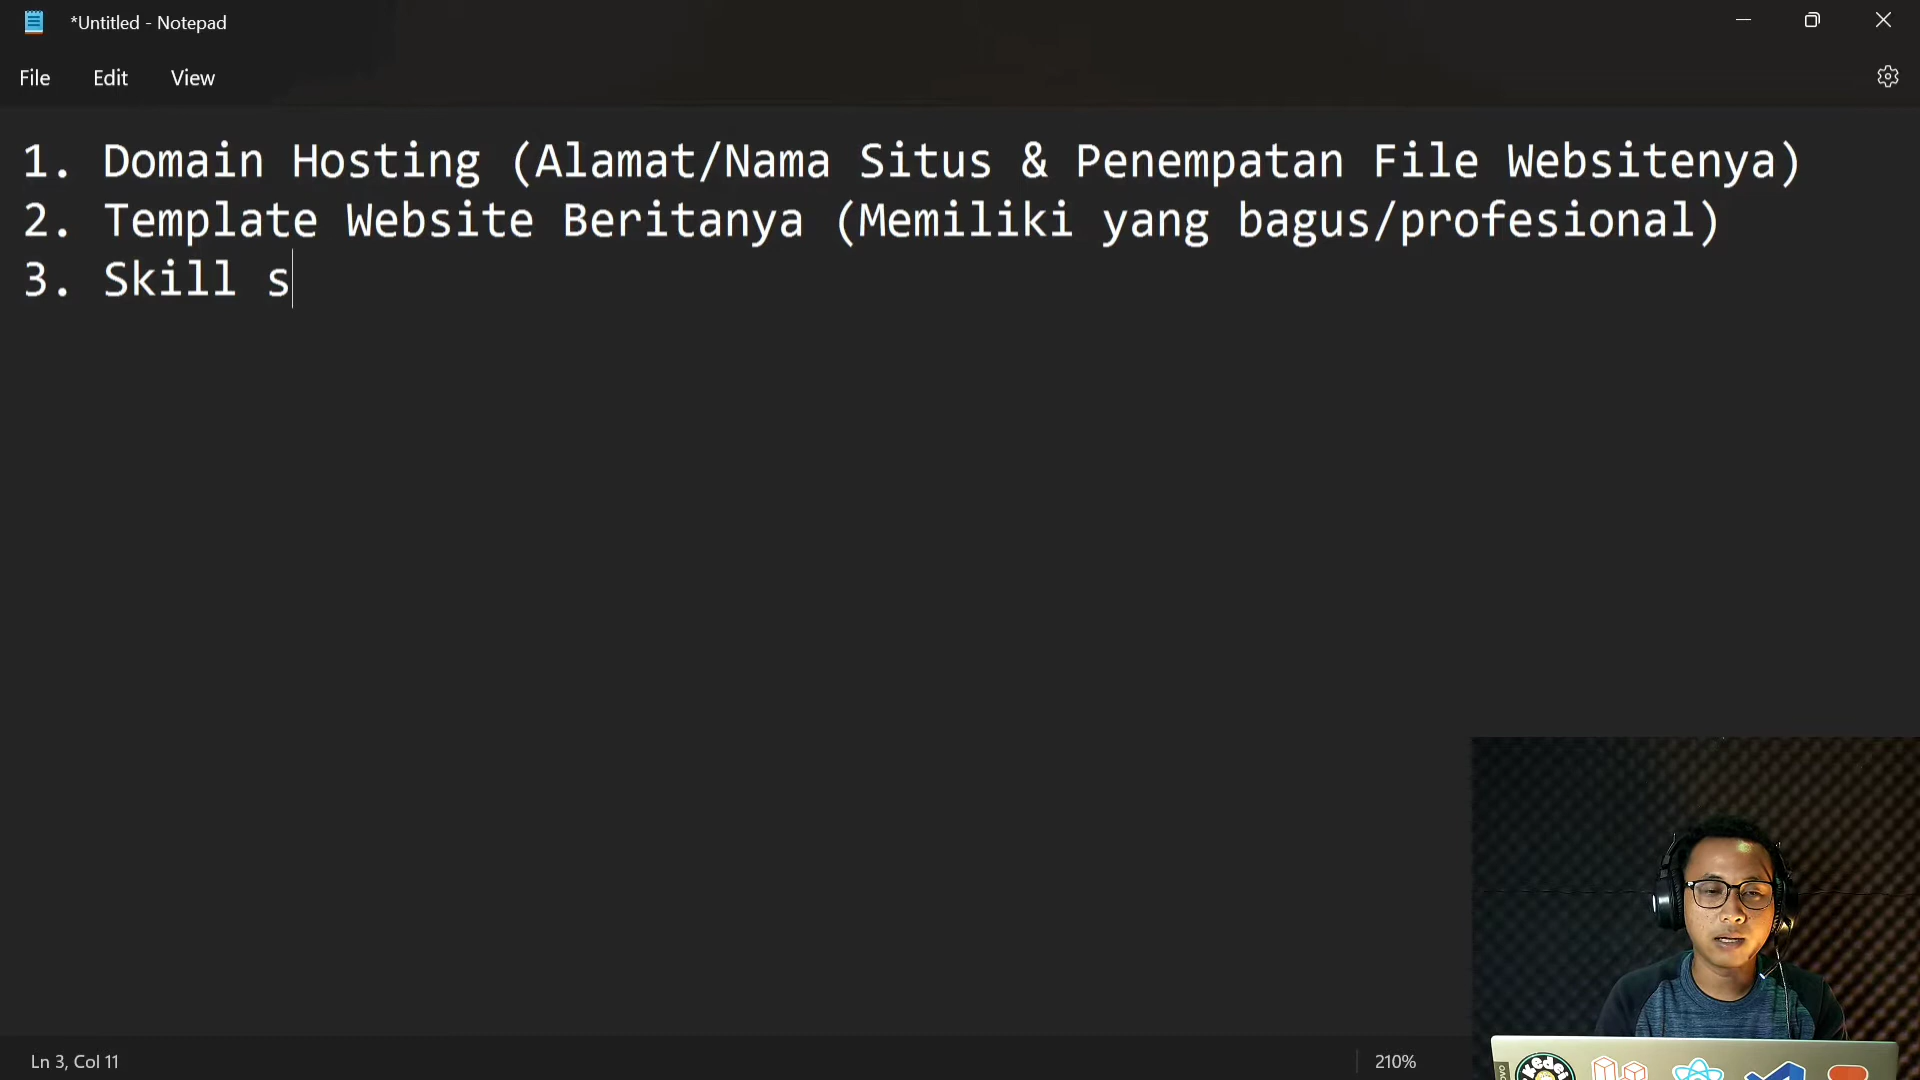 *Untitled - Notepad
File Edit View
1. Domain Hosting (Alamat/Nama Situs & Penempatan File Websitenya)
2. Template Website Beritanya (Memiliki yang bagus/profesional)
3. Skill s
Ln 3, Col 11
210%
Kedei